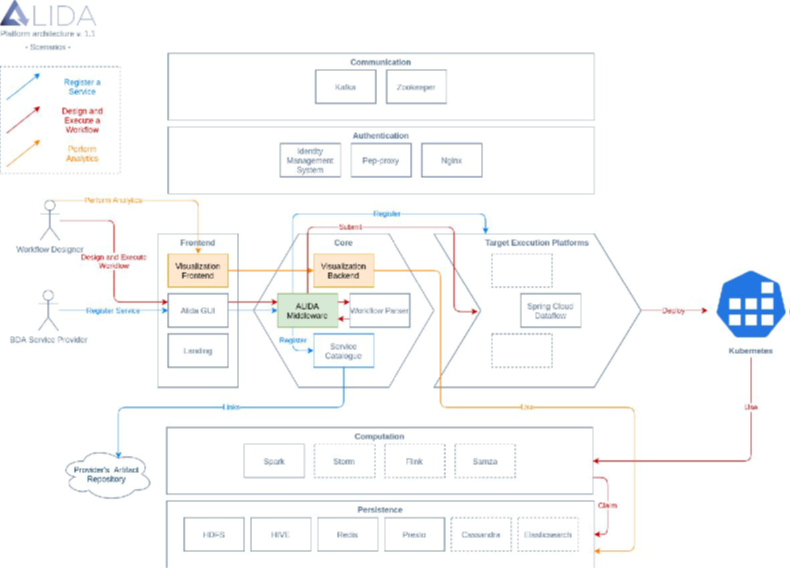 ALIDA
Platform architecture v. 1.1
- Scenarios -
Register a
Service
Design and
Execute a
Workflow
Perform
Analytics
Communication
Kafka
Zookeeper
Authentication
Identity
Management
System
Pep-proxy
Nginx
Perform Analytics
Workflow Designer
Design and Execute
Workflow
Register Service
BDA Service Provider
Frontend
Visualization
Frontend
Alida GUI
Landing
Register
Submit
Core
Visualization
Backend
ALIDA
Middleware
Workflow Parser
Register
Service
Catalogue
Target Execution Platforms
Spring Cloud
Dataflow
Deploy
Kubernetes
Links
Use
Use
Provider's Artifact
Repository
Computation
Spark
Storm
Flink
Samza
Claim
Persistence
HDFS
HIVE
Redis
Presto
Cassandra
Elasticsearch